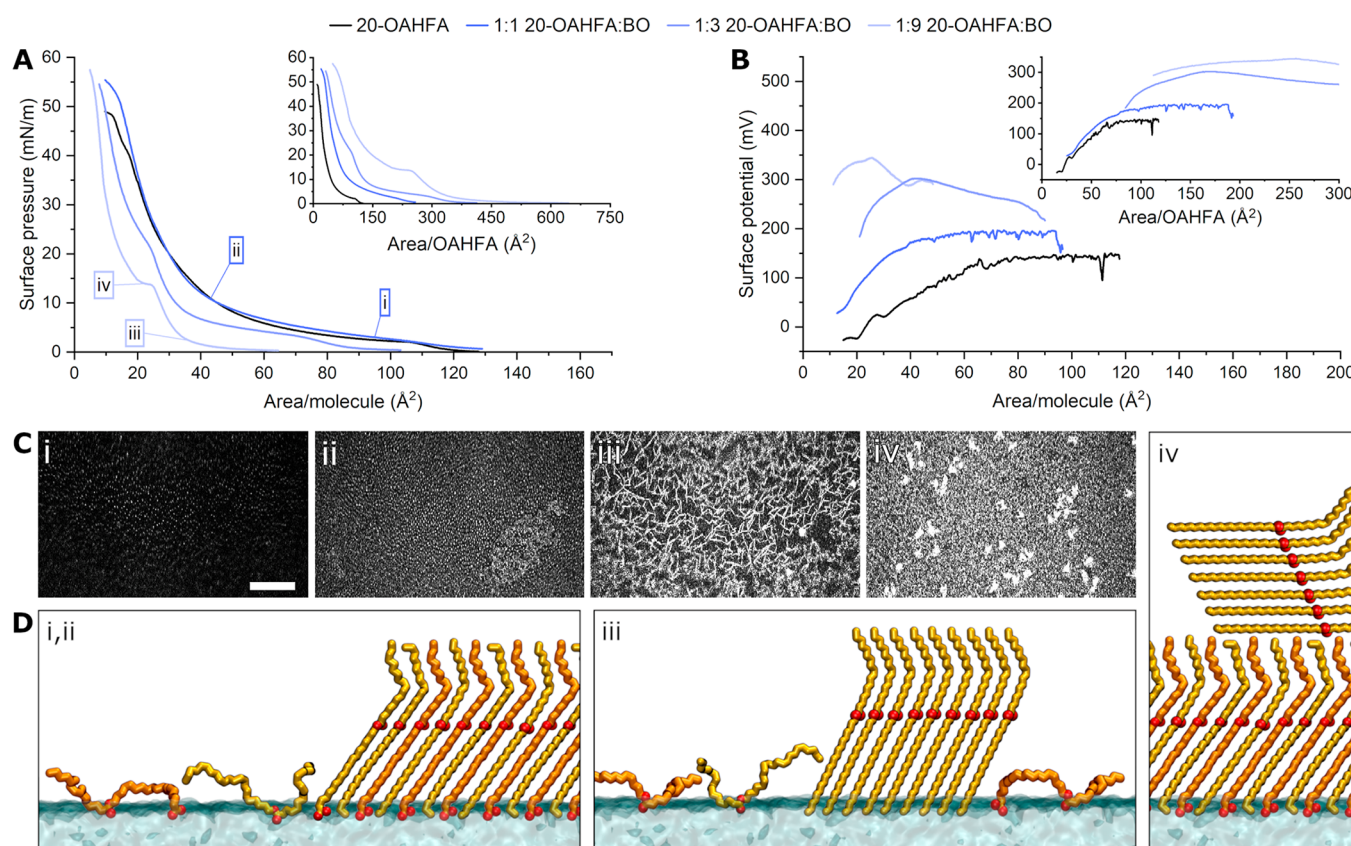 20-OAHFA 1:1 20-OAHFA:BO 1:3 20-OAHFA:BO 1:9 20-OAHFA:BO
A
Surface pressure (mN/m)
60
50
40
30
20
10
0
0 20 40 60 80 100 120 140 160
Area/molecule (Å²)
i
ii
iii
iv
60
50
40
30
20
10
0
0 150 300 450 600 750
Area/OAHFA (Å²)
B
Surface potential (mV)
500
400
300
200
100
0
0 20 40 60 80 100 120 140 160 180 200
Area/molecule (Å²)
300
200
100
0
0 50 100 150 200 250 300
Area/OAHFA (Å²)
C
i
ii
iii
iv
iv
D
i,ii
iii